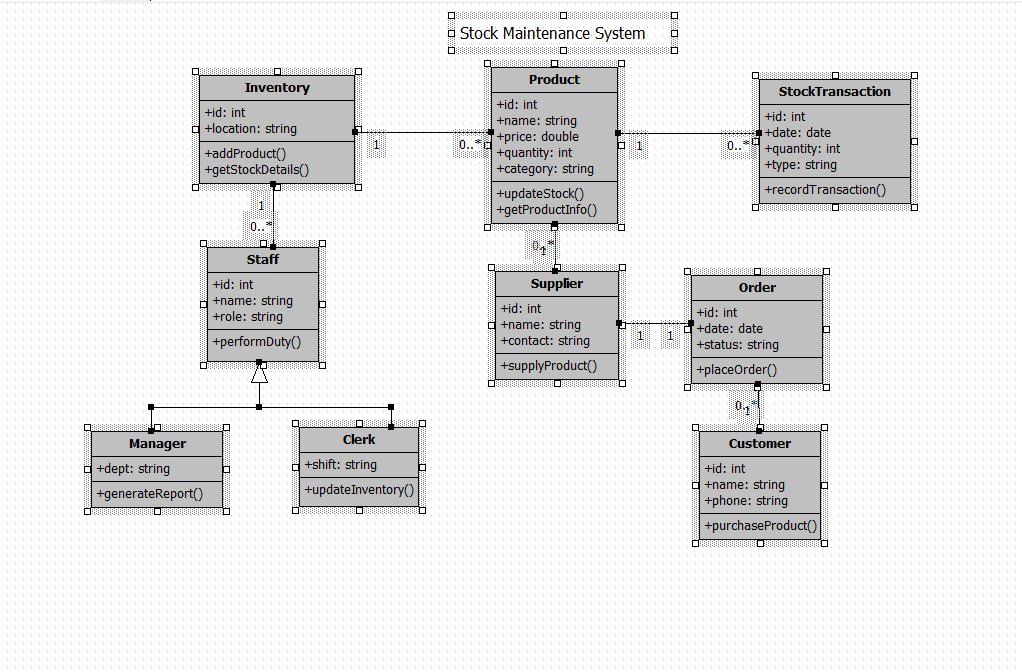 Stock Maintenance System
Inventory
+id: int
+location: string
+addProduct()
+getStockDetails()
1
0..*
Product
+id: int
+name: string
+price: double
+quantity: int
+category: string
+updateStock()
+getProductInfo()
1
0..*
StockTransaction
+id: int
+date: date
+quantity: int
+type: string
+recordTransaction()
1
0..*
Staff
+id: int
+name: string
+role: string
+performDuty()
0..*
1
Supplier
+id: int
+name: string
+contact: string
+supplyProduct()
1
1
Order
+id: int
+date: date
+status: string
+placeOrder()
Manager
+dept: string
+generateReport()
Clerk
+shift: string
+updateInventory()
0..*
1
Customer
+id: int
+name: string
+phone: string
+purchaseProduct()